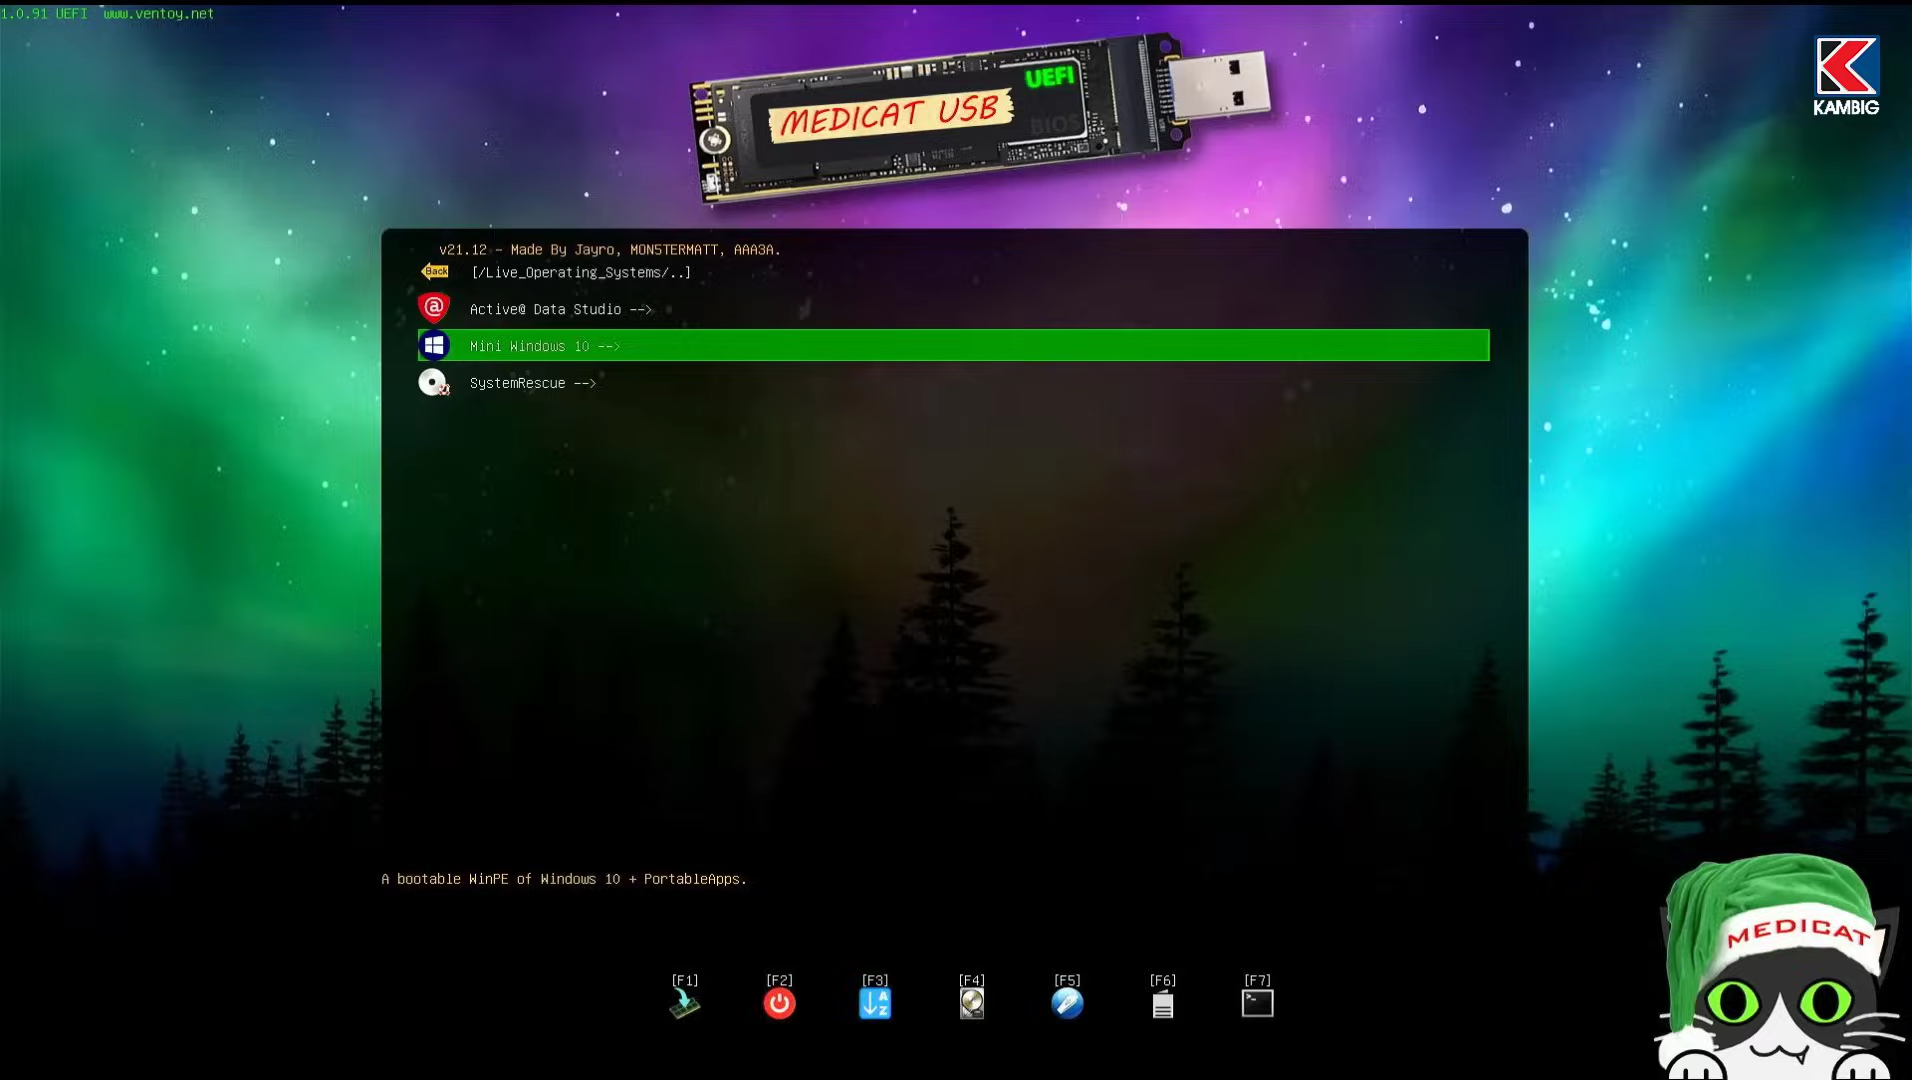 1.0.91 UEFI www.ventoy.net
UEFI
MEDICAT USB
BIOS
KAMBIG
v21.12 - Made By Jayro, MON5TERMATT, AAA3A.
Back [/Live_Operating_Systems/..]
@ Active@ Data Studio -->
Mini Windows 10 -->
SystemRescue -->
A bootable WinPE of Windows 10 + PortableApps.
MEDICAT
[F1] [F2] [F3] [F4] [F5] [F6] [F7]
A
Z